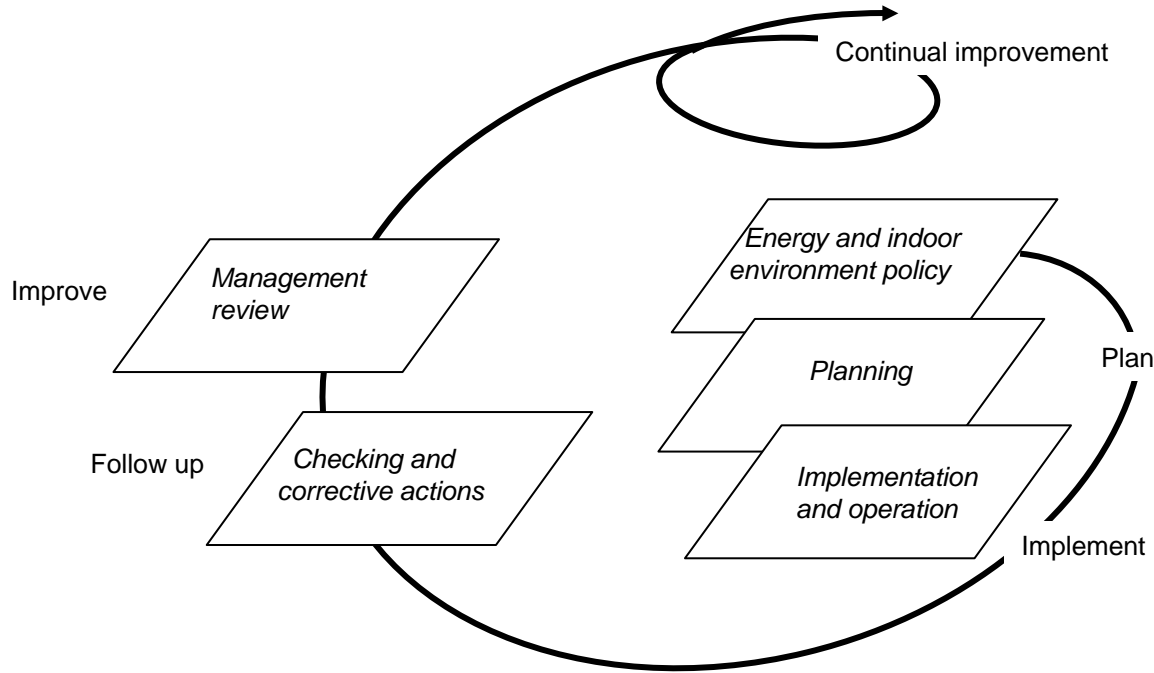 Continual improvement
Energy and indoor
environment policy
Management
review
Improve
Plan
Planning
Follow up
Checking and
corrective actions
Implementation
and operation
Implement